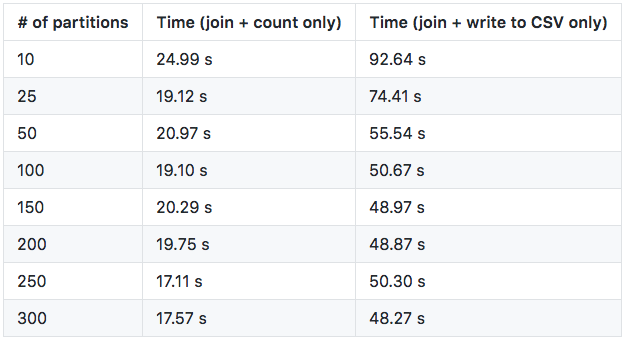 # of partitions Time (join + count only) Time (join + write to CSV only)
10 24.99 s 92.64 s
25 19.12 s 74.41 s
50 20.97 s 55.54 s
100 19.10 s 50.67 s
150 20.29 s 48.97 s
200 19.75 s 48.87 s
250 17.11 s 50.30 s
300 17.57 s 48.27 s